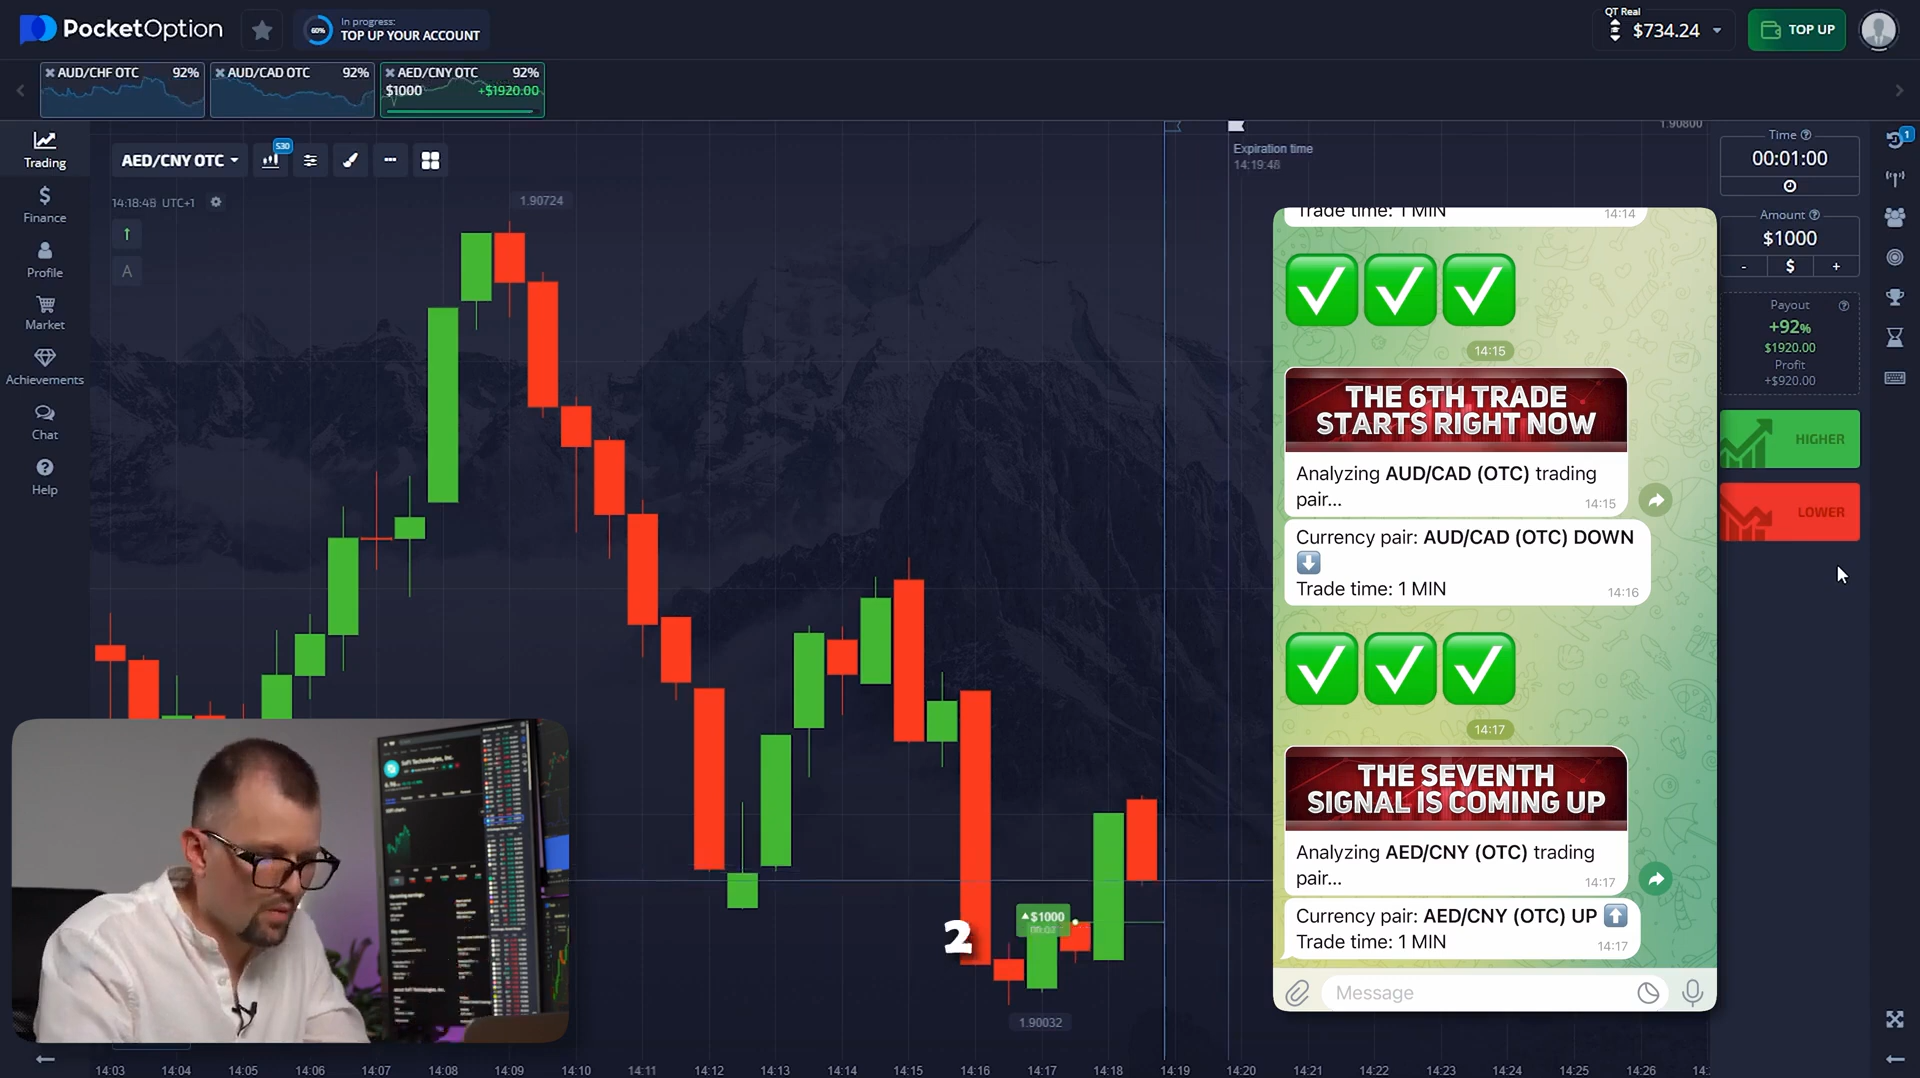 PocketOption
60%
In progress:
TOP UP YOUR ACCOUNT
QT Real
$734.24
TOP UP
AUD/CHF OTC 92%
AUD/CAD OTC 92%
AED/CNY OTC 92%
$1000 +$1920.00
Trading
Finance
Profile
Market
Achievements
Chat
Help
AED/CNY OTC
S30
14:18:48 UTC+1
A
1.90724
1.90800
Expiration time
14:19:48
Time
00:01:00
Amount
$1000
- $ +
Payout
+92%
$1920.00
Profit
+$920.00
HIGHER
LOWER
1
Trade time: 1 MIN 14:14
14:15
THE 6TH TRADE
STARTS RIGHT NOW
Analyzing AUD/CAD (OTC) trading
pair... 14:15
Currency pair: AUD/CAD (OTC) DOWN
Trade time: 1 MIN 14:16
14:17
THE SEVENTH
SIGNAL IS COMING UP
Analyzing AED/CNY (OTC) trading
pair... 14:17
Currency pair: AED/CNY (OTC) UP
Trade time: 1 MIN 14:17
Message
$1000
2
1.90032
SoFi Technologies, Inc.
14:03 14:04 14:05 14:06 14:07 14:08 14:09 14:10 14:11 14:12 14:13 14:14 14:15 14:16 14:17 14:18 14:19 14:20 14:21 14:22 14:23 14:24 14:25 14:26